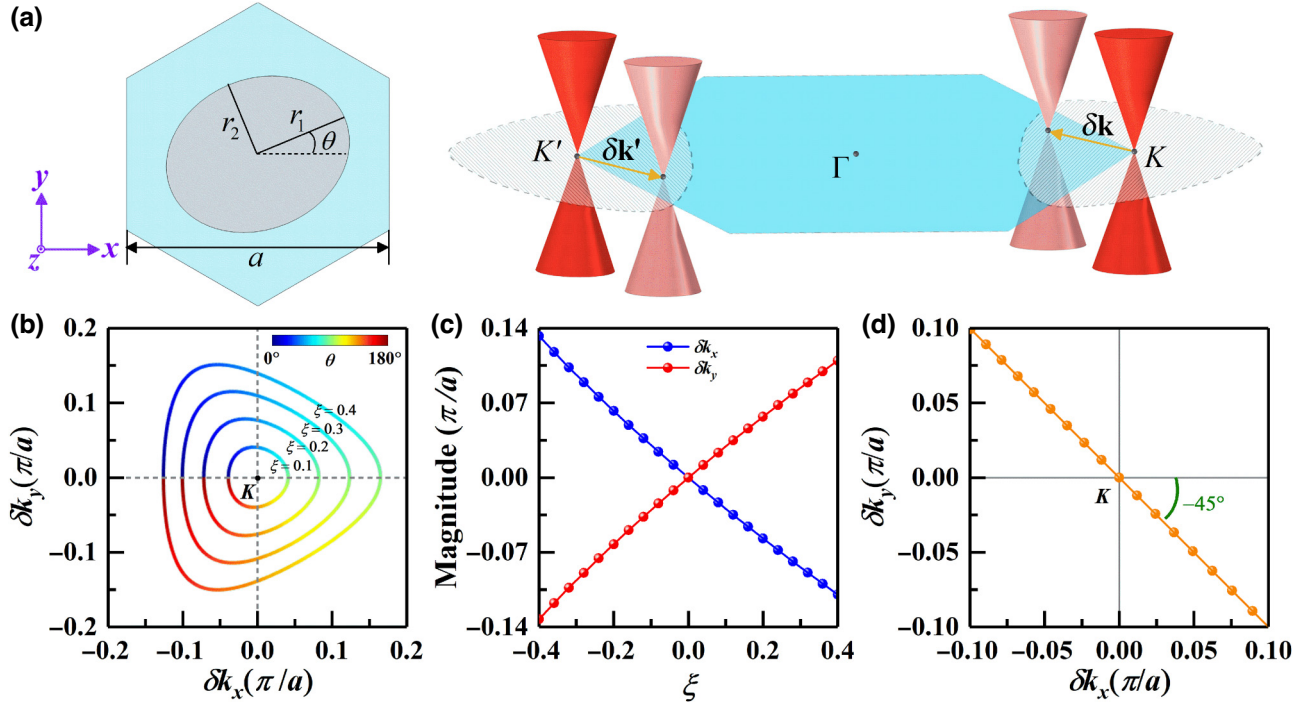 (a)
r₂
r₁
θ
y
x
z
a
K′
δk′
Γ
δk
K
(b)
0.2
0.1
0.0
−0.1
−0.2
δkᵧ(π/a)
0° θ 180°
ξ=0.4
ξ=0.3
ξ=0.2
ξ=0.1
K
−0.2 −0.1 0.0 0.1 0.2
δkₓ(π/a)
(c)
0.14
0.07
0.00
−0.07
−0.14
Magnitude (π/a)
δkₓ
δkᵧ
−0.4 −0.2 0.0 0.2 0.4
ξ
(d)
0.10
0.05
0.00
−0.05
−0.10
δkᵧ(π/a)
K
−45°
−0.10 −0.05 0.00 0.05 0.10
δkₓ(π/a)